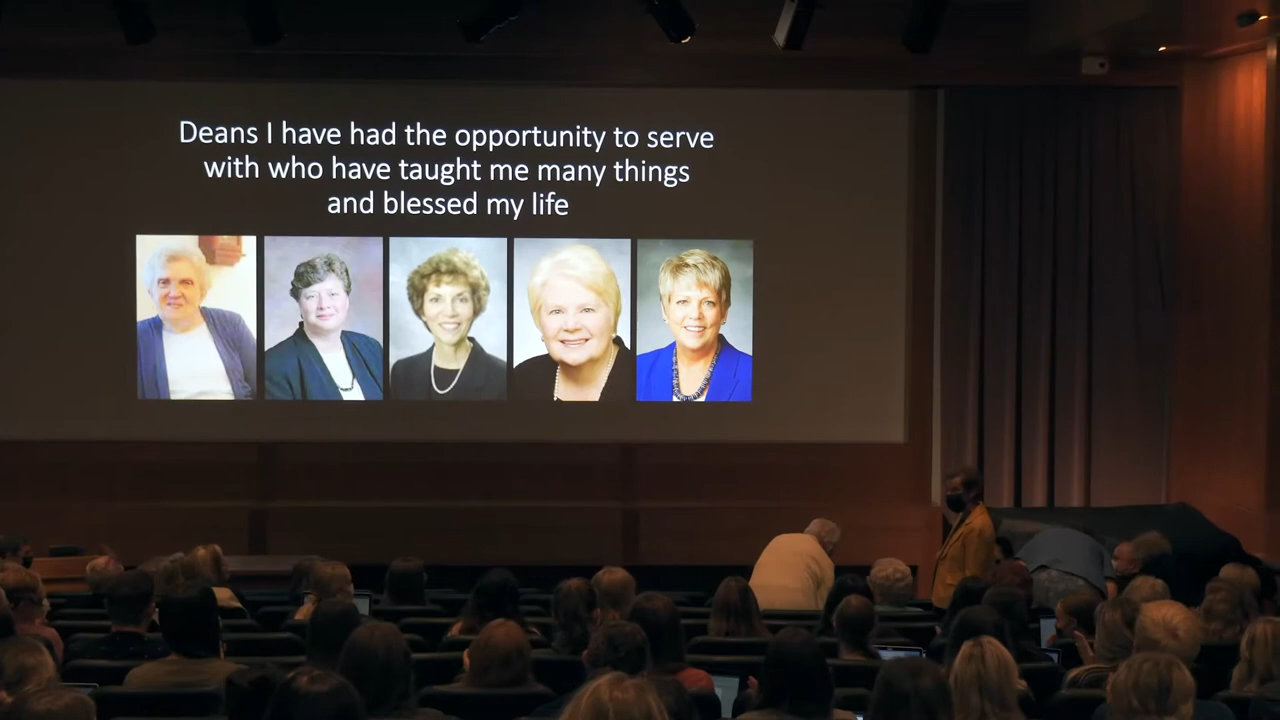 Deans I have had the opportunity to serve
with who have taught me many things
and blessed my life